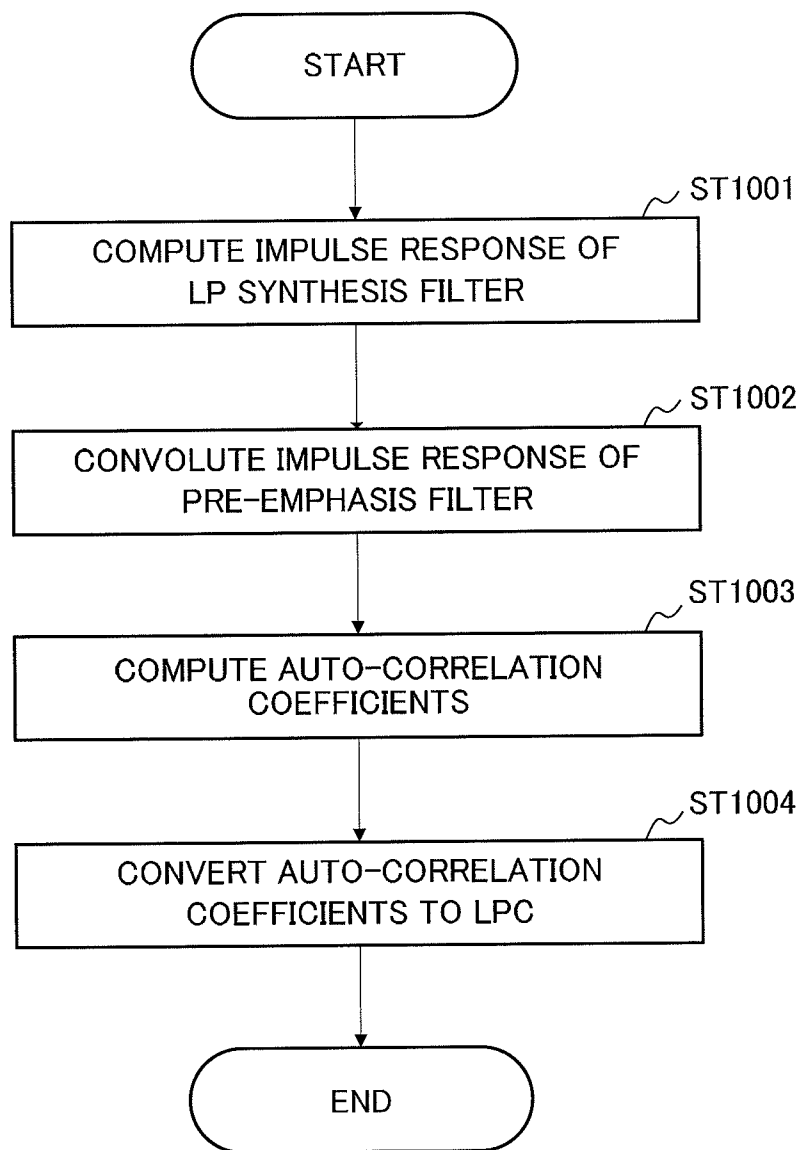 START
ST1001
COMPUTE IMPULSE RESPONSE OF
LP SYNTHESIS FILTER
ST1002
CONVOLUTE IMPULSE RESPONSE OF
PRE-EMPHASIS FILTER
ST1003
COMPUTE AUTO-CORRELATION
COEFFICIENTS
ST1004
CONVERT AUTO-CORRELATION
COEFFICIENTS TO LPC
END